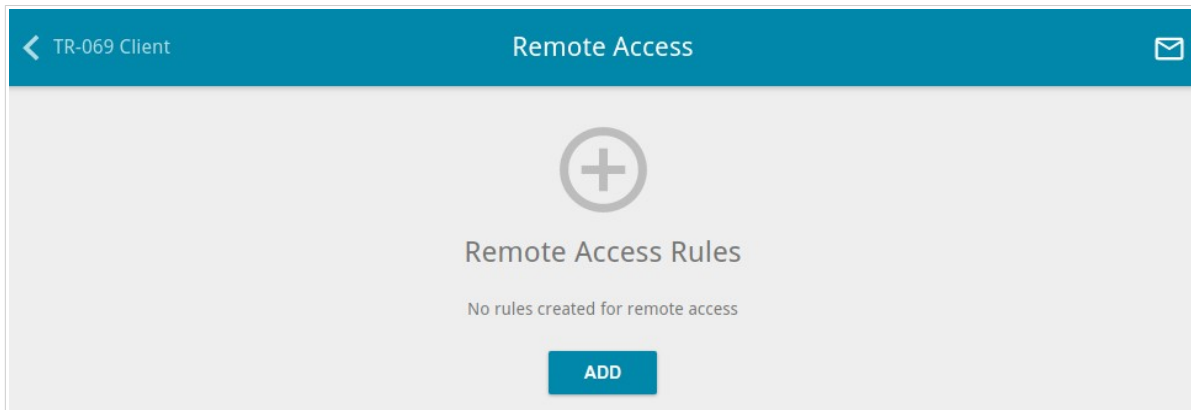 TR-069 Client
Remote Access
Remote Access Rules
No rules created for remote access
ADD